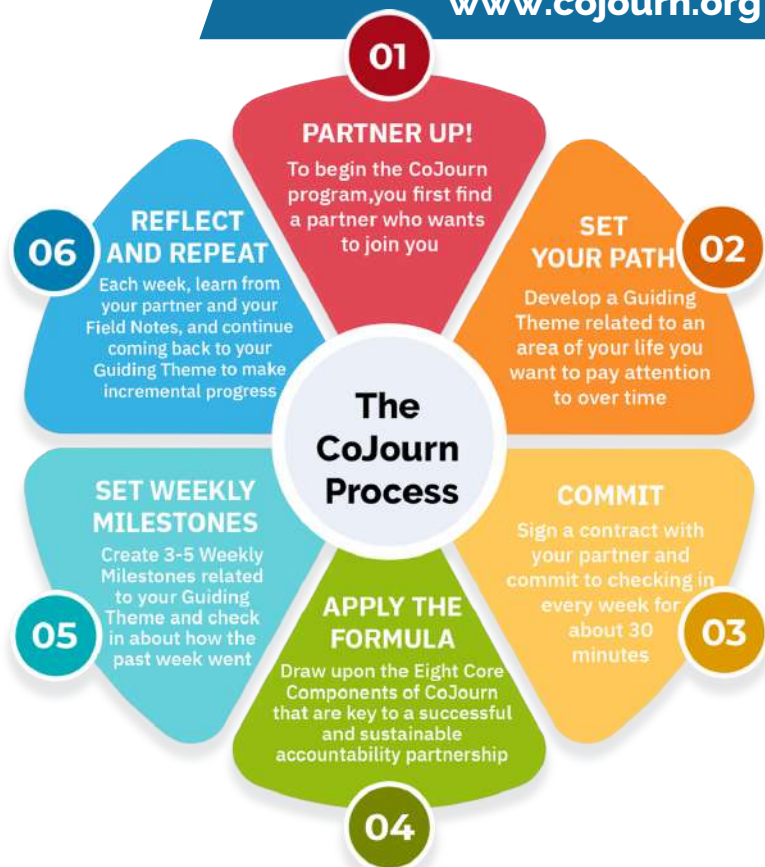 www.cojourn.org
01
PARTNER UP!
To begin the CoJourn
program,you first find
a partner who wants
to join you
02
SET
YOUR PATH
Develop a Guiding
Theme related to an
area of your life you
want to pay attention
to over time
03
COMMIT
Sign a contract with
your partner and
commit to checking in
every week for
about 30
minutes
04
APPLY THE
FORMULA
Draw upon the Eight Core
Components of CoJourn
that are key to a successful
and sustainable
accountability partnership
05
SET WEEKLY
MILESTONES
Create 3-5 Weekly
Milestones related
to your Guiding
Theme and check
in about how the
past week went
06
REFLECT
AND REPEAT
Each week, learn from
your partner and your
Field Notes, and continue
coming back to your
Guiding Theme to make
incremental progress
The
CoJourn
Process